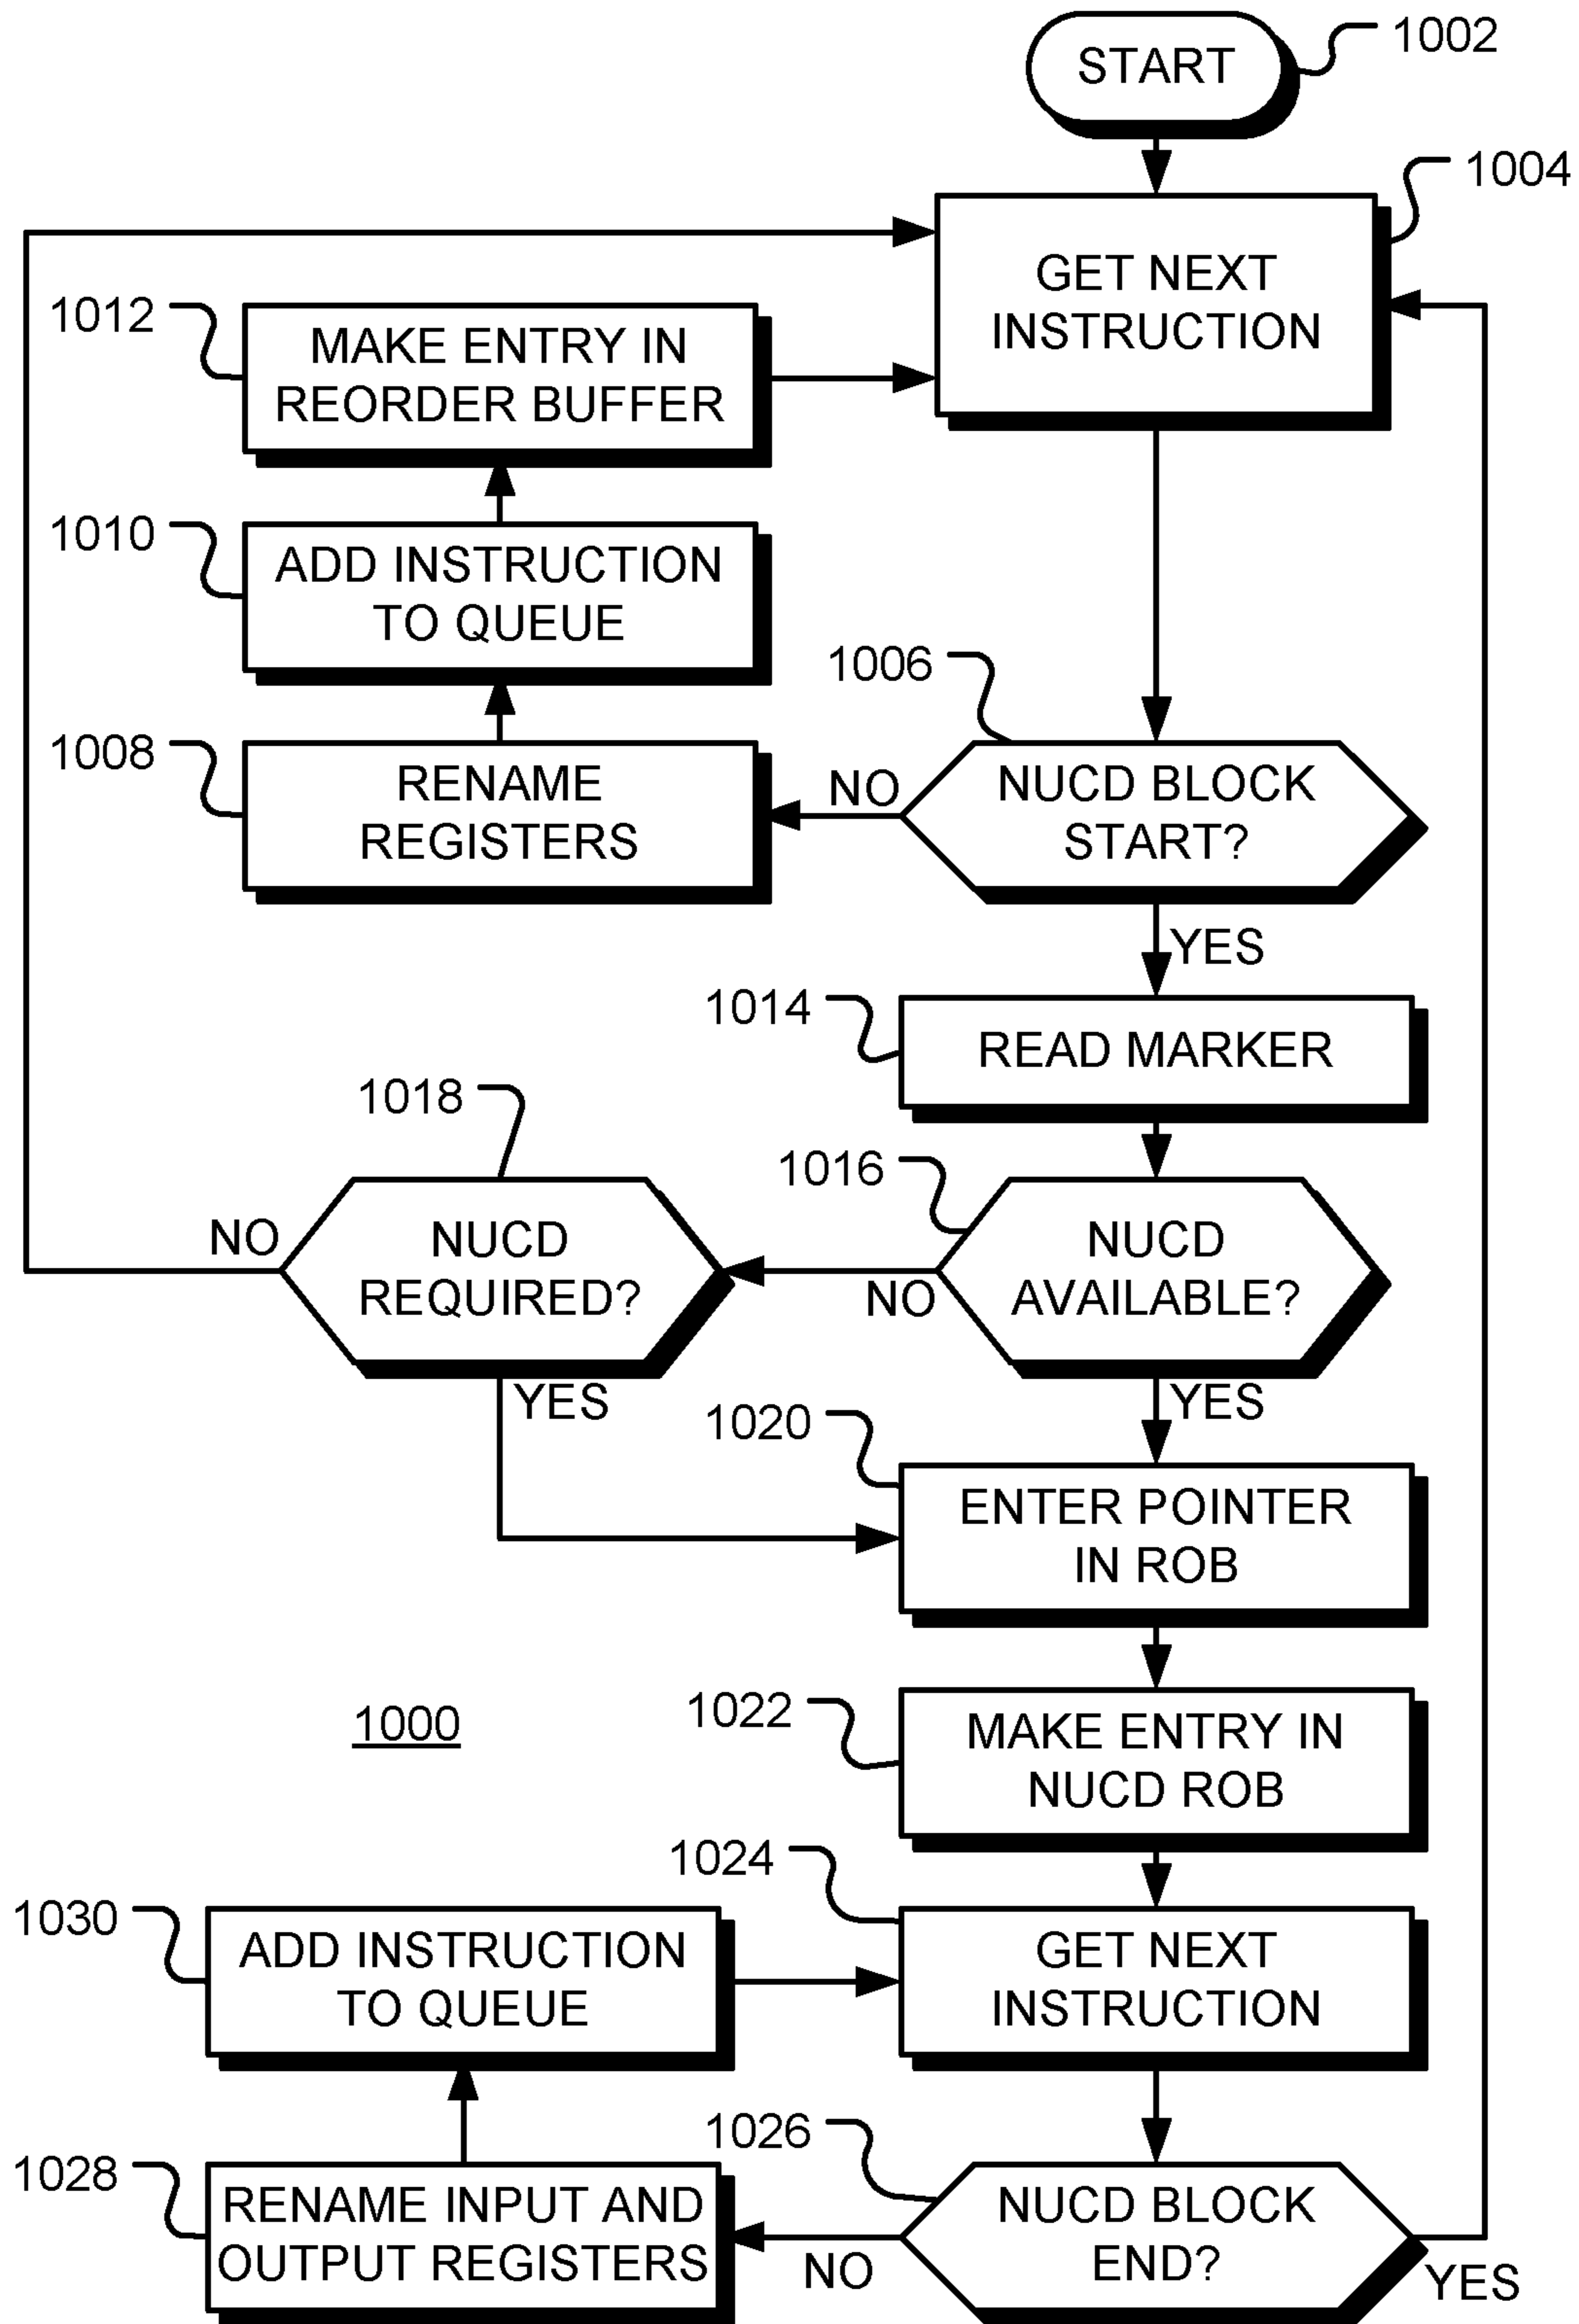 START
1002
1004
GET NEXT
INSTRUCTION
1012
MAKE ENTRY IN
REORDER BUFFER
1010
ADD INSTRUCTION
TO QUEUE
1006
1008
RENAME
REGISTERS
NO
NUCD BLOCK
START?
YES
1014
READ MARKER
1018
1016
NO
NUCD
REQUIRED?
NO
NUCD
AVAILABLE?
YES
YES
1020
ENTER POINTER
IN ROB
1000
1022
MAKE ENTRY IN
NUCD ROB
1024
1030
ADD INSTRUCTION
TO QUEUE
GET NEXT
INSTRUCTION
1026
1028
RENAME INPUT AND
OUTPUT REGISTERS
NO
NUCD BLOCK
END?
YES